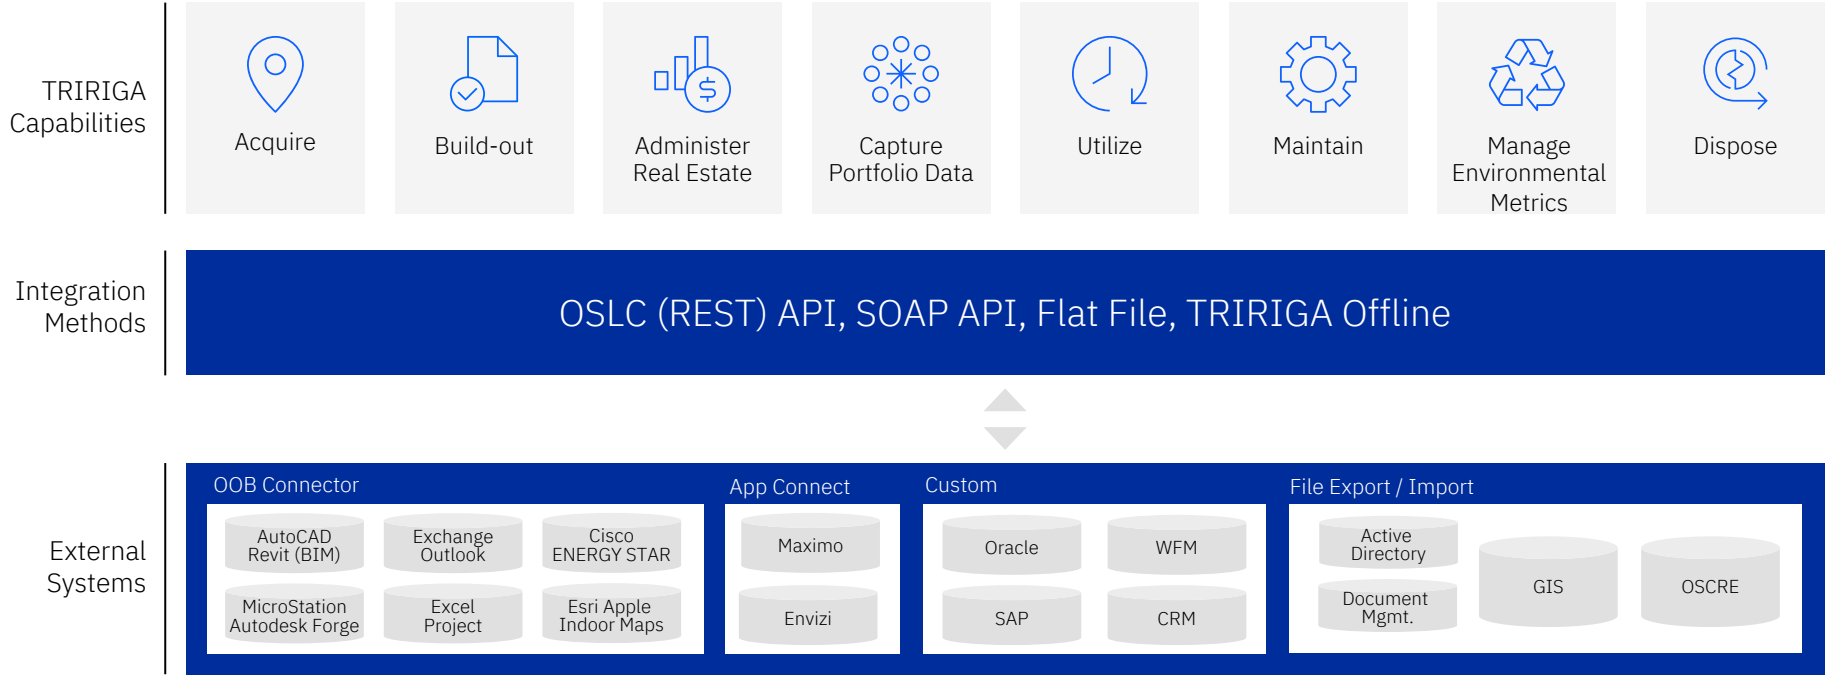 TRIRIGA
Capabilities
Acquire
Build-out
Administer
Real Estate
Capture
Portfolio Data
Utilize
Maintain
Manage
Environmental
Metrics
Dispose
Integration
Methods
OSLC (REST) API, SOAP API, Flat File, TRIRIGA Offline
External
Systems
OOB Connector
AutoCAD
Revit (BIM)
Exchange
Outlook
Cisco
ENERGY STAR
MicroStation
Autodesk Forge
Excel
Project
Esri Apple
Indoor Maps
App Connect
Maximo
Envizi
Custom
Oracle
WFM
SAP
CRM
File Export / Import
Active
Directory
Document
Mgmt.
GIS
OSCRE